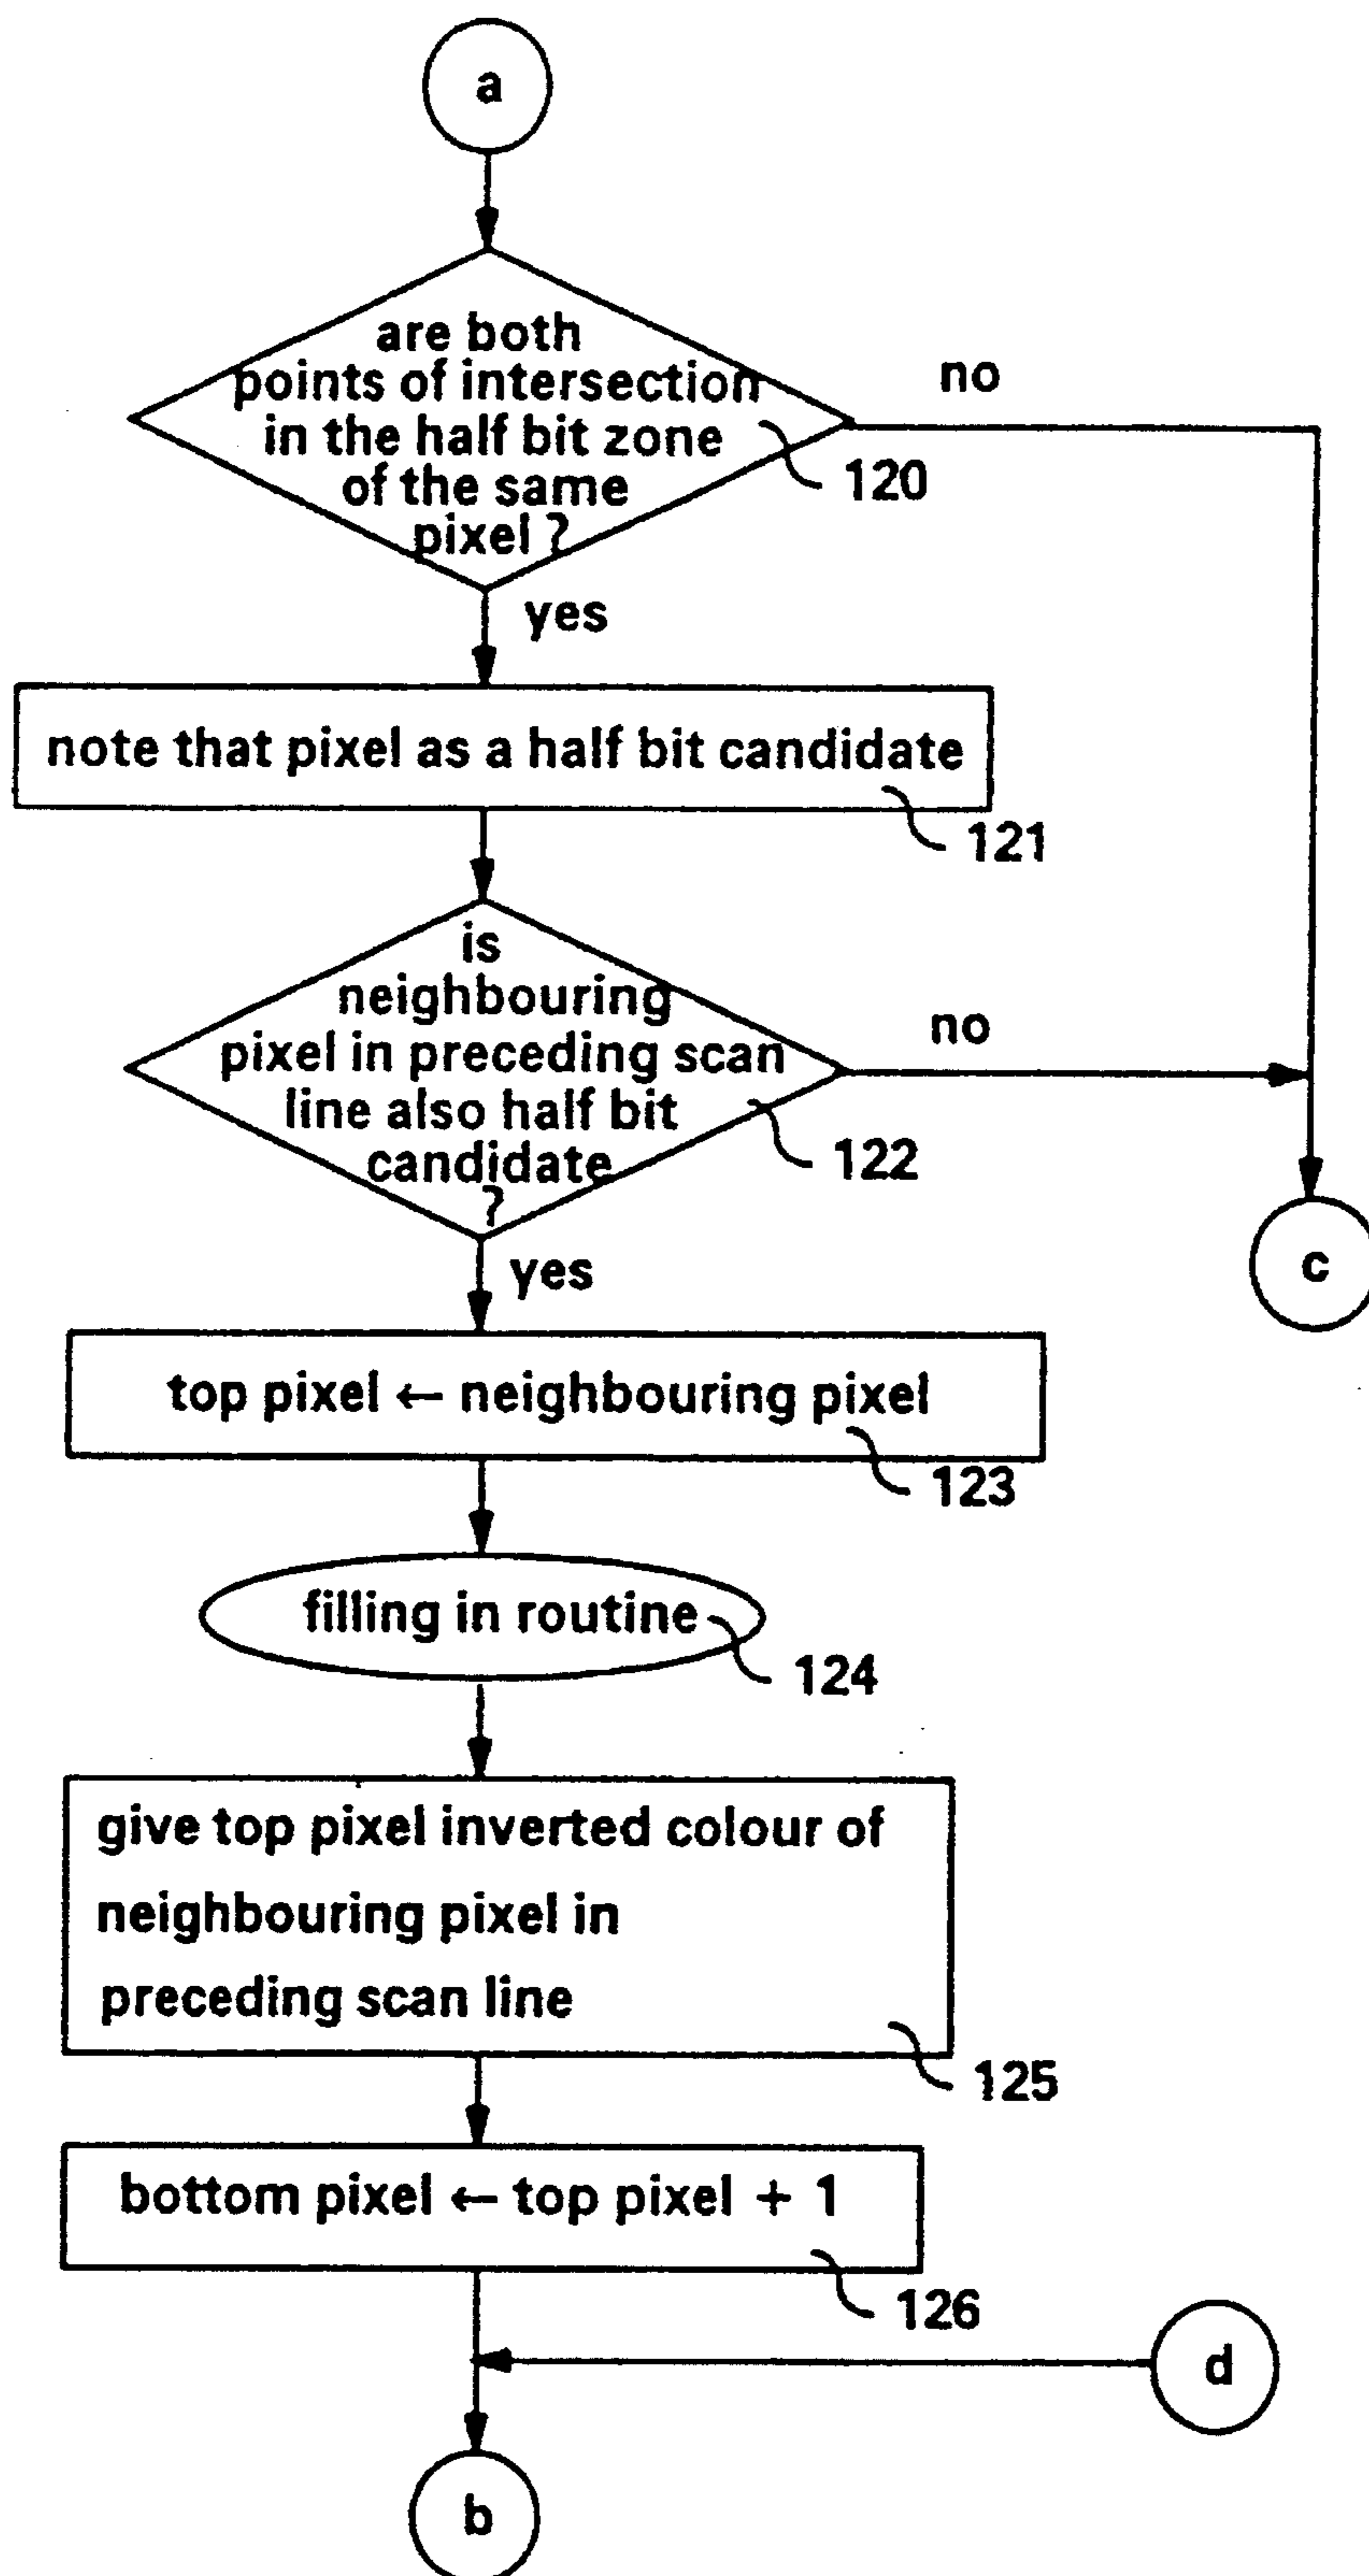 a
are both
points of intersection
in the half bit zone
of the same
pixel ?
no
120
yes
note that pixel as a half bit candidate
121
is
neighbouring
pixel in preceding scan
line also half bit
candidate
?
no
122
c
yes
top pixel ← neighbouring pixel
123
filling in routine
124
give top pixel inverted colour of
neighbouring pixel in
preceding scan line
125
bottom pixel ← top pixel + 1
126
d
b